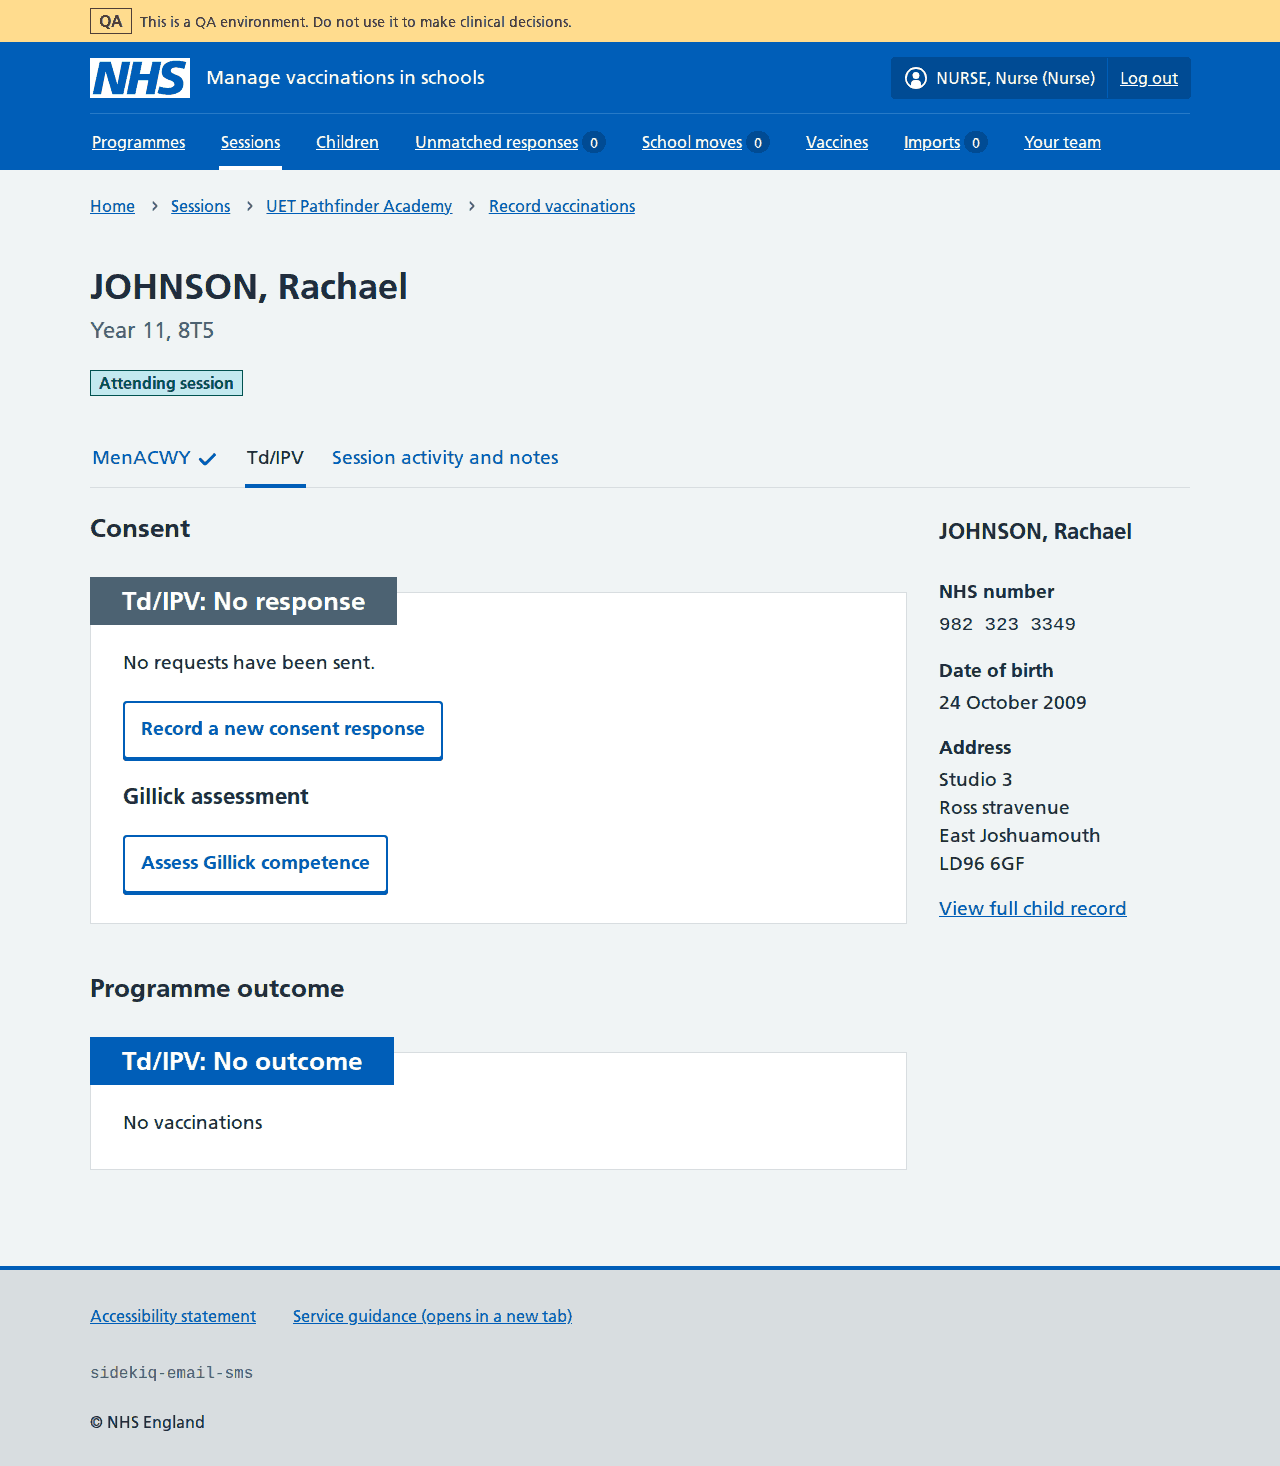 QA This is a QA environment. Do not use it to make clinical decisions.
NHS Manage vaccinations in schools NURSE, Nurse (Nurse) Log out
Programmes Sessions Children Unmatched responses 0 School moves 0 Vaccines Imports 0 Your team
Home › Sessions › UET Pathfinder Academy › Record vaccinations
JOHNSON, Rachael
Year 11, 8T5
Attending session
MenACWY Td/IPV Session activity and notes
Consent
Td/IPV: No response
No requests have been sent.
Record a new consent response
Gillick assessment
Assess Gillick competence
Programme outcome
Td/IPV: No outcome
No vaccinations
JOHNSON, Rachael
NHS number
982 323 3349
Date of birth
24 October 2009
Address
Studio 3
Ross stravenue
East Joshuamouth
LD96 6GF
View full child record
Accessibility statement Service guidance (opens in a new tab)
sidekiq-email-sms
© NHS England